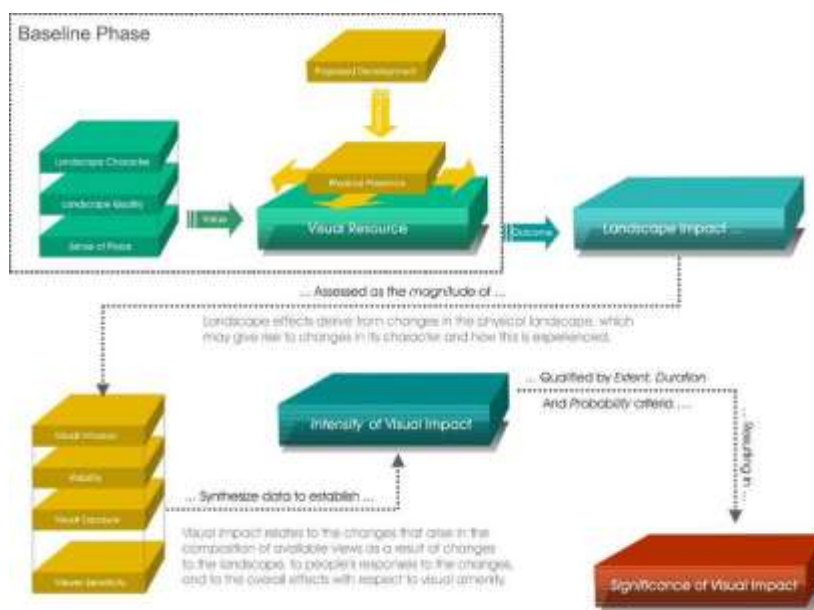 Baseline Phase
Proposed Development
Landscape Character
Landscape Quality
Sense of Place
Value
Physical Presence
Visual Resource
Outcome
Landscape Impact ...
... Assessed as the magnitude of ...
Landscape effects derive from changes in the physical landscape, which
may give rise to changes in its character and how this is experienced.
Visual Intrusion
Visibility
Visual Exposure
Viewer Sensitivity
... Synthesize data to establish ...
Intensity of Visual Impact
... Qualified by Extent, Duration
And Probability criteria ...
... Resulting in ...
Visual impact relates to the changes that arise in the
composition of available views as a result of changes
to the landscape, to people's responses to the changes,
and to the overall effects with respect to visual amenity.
Significance of Visual Impact